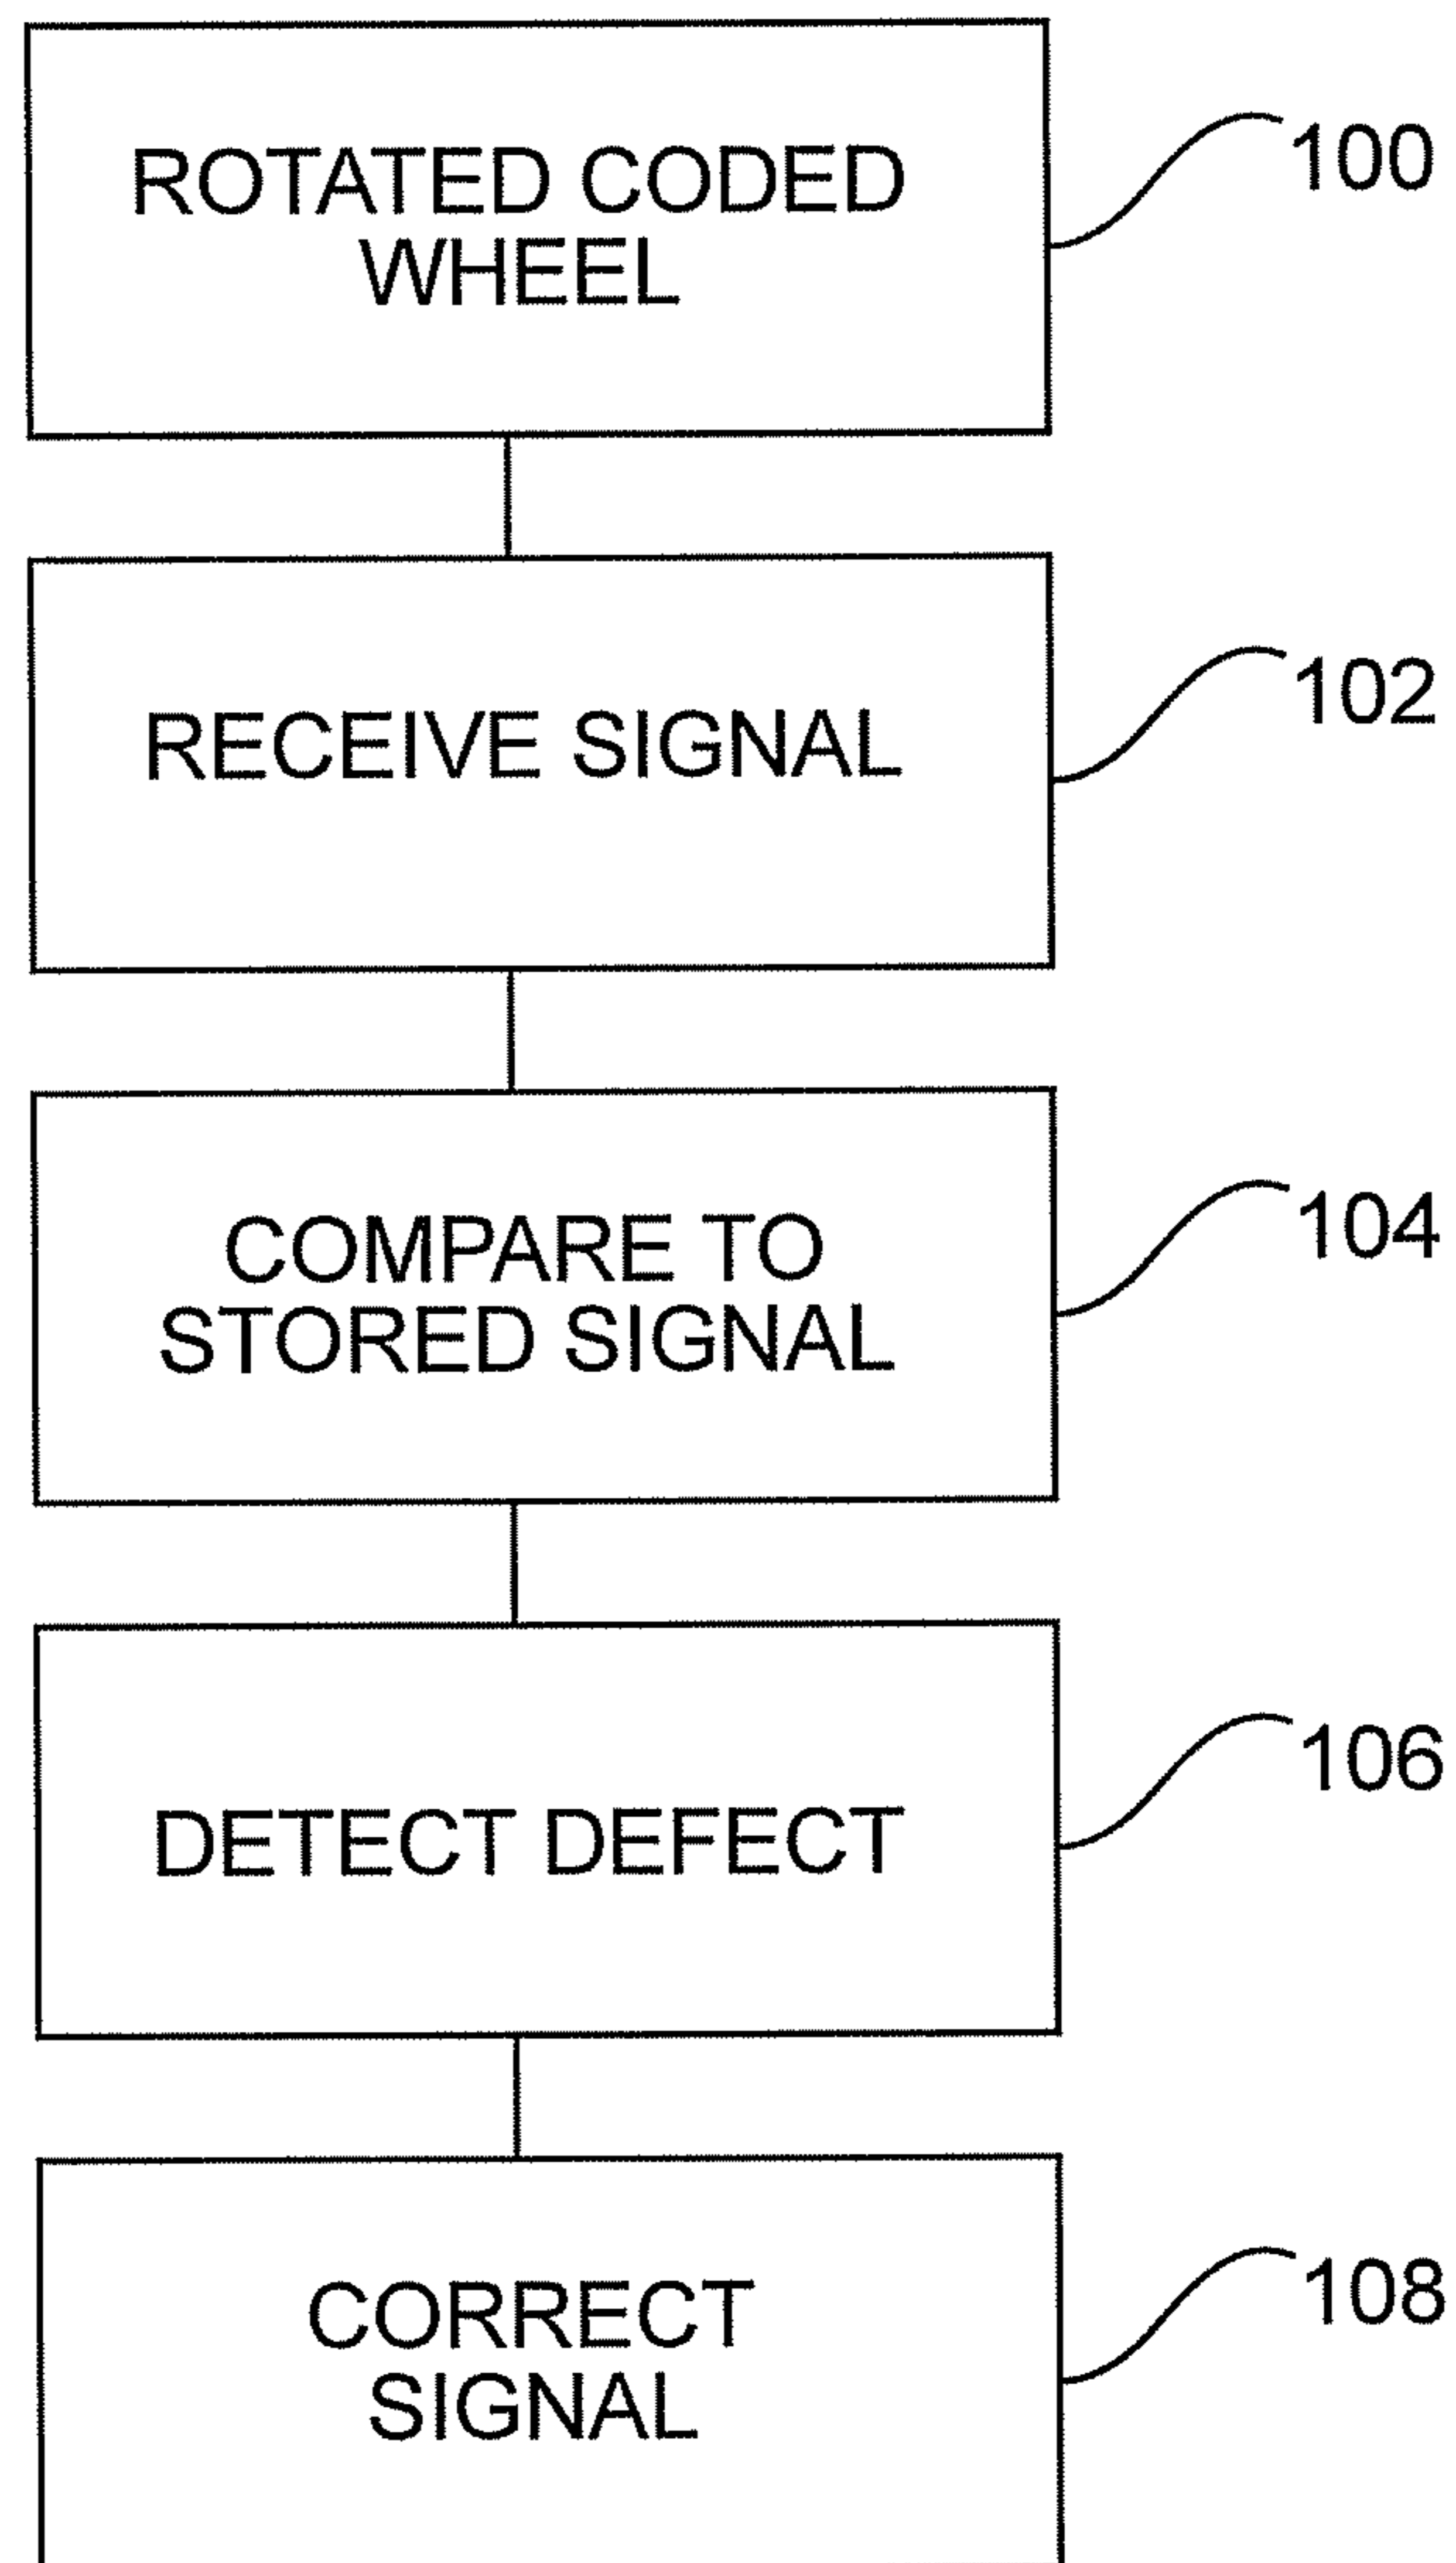 ROTATED CODED
WHEEL
100
RECEIVE SIGNAL
102
COMPARE TO
STORED SIGNAL
104
DETECT DEFECT
106
CORRECT
SIGNAL
108